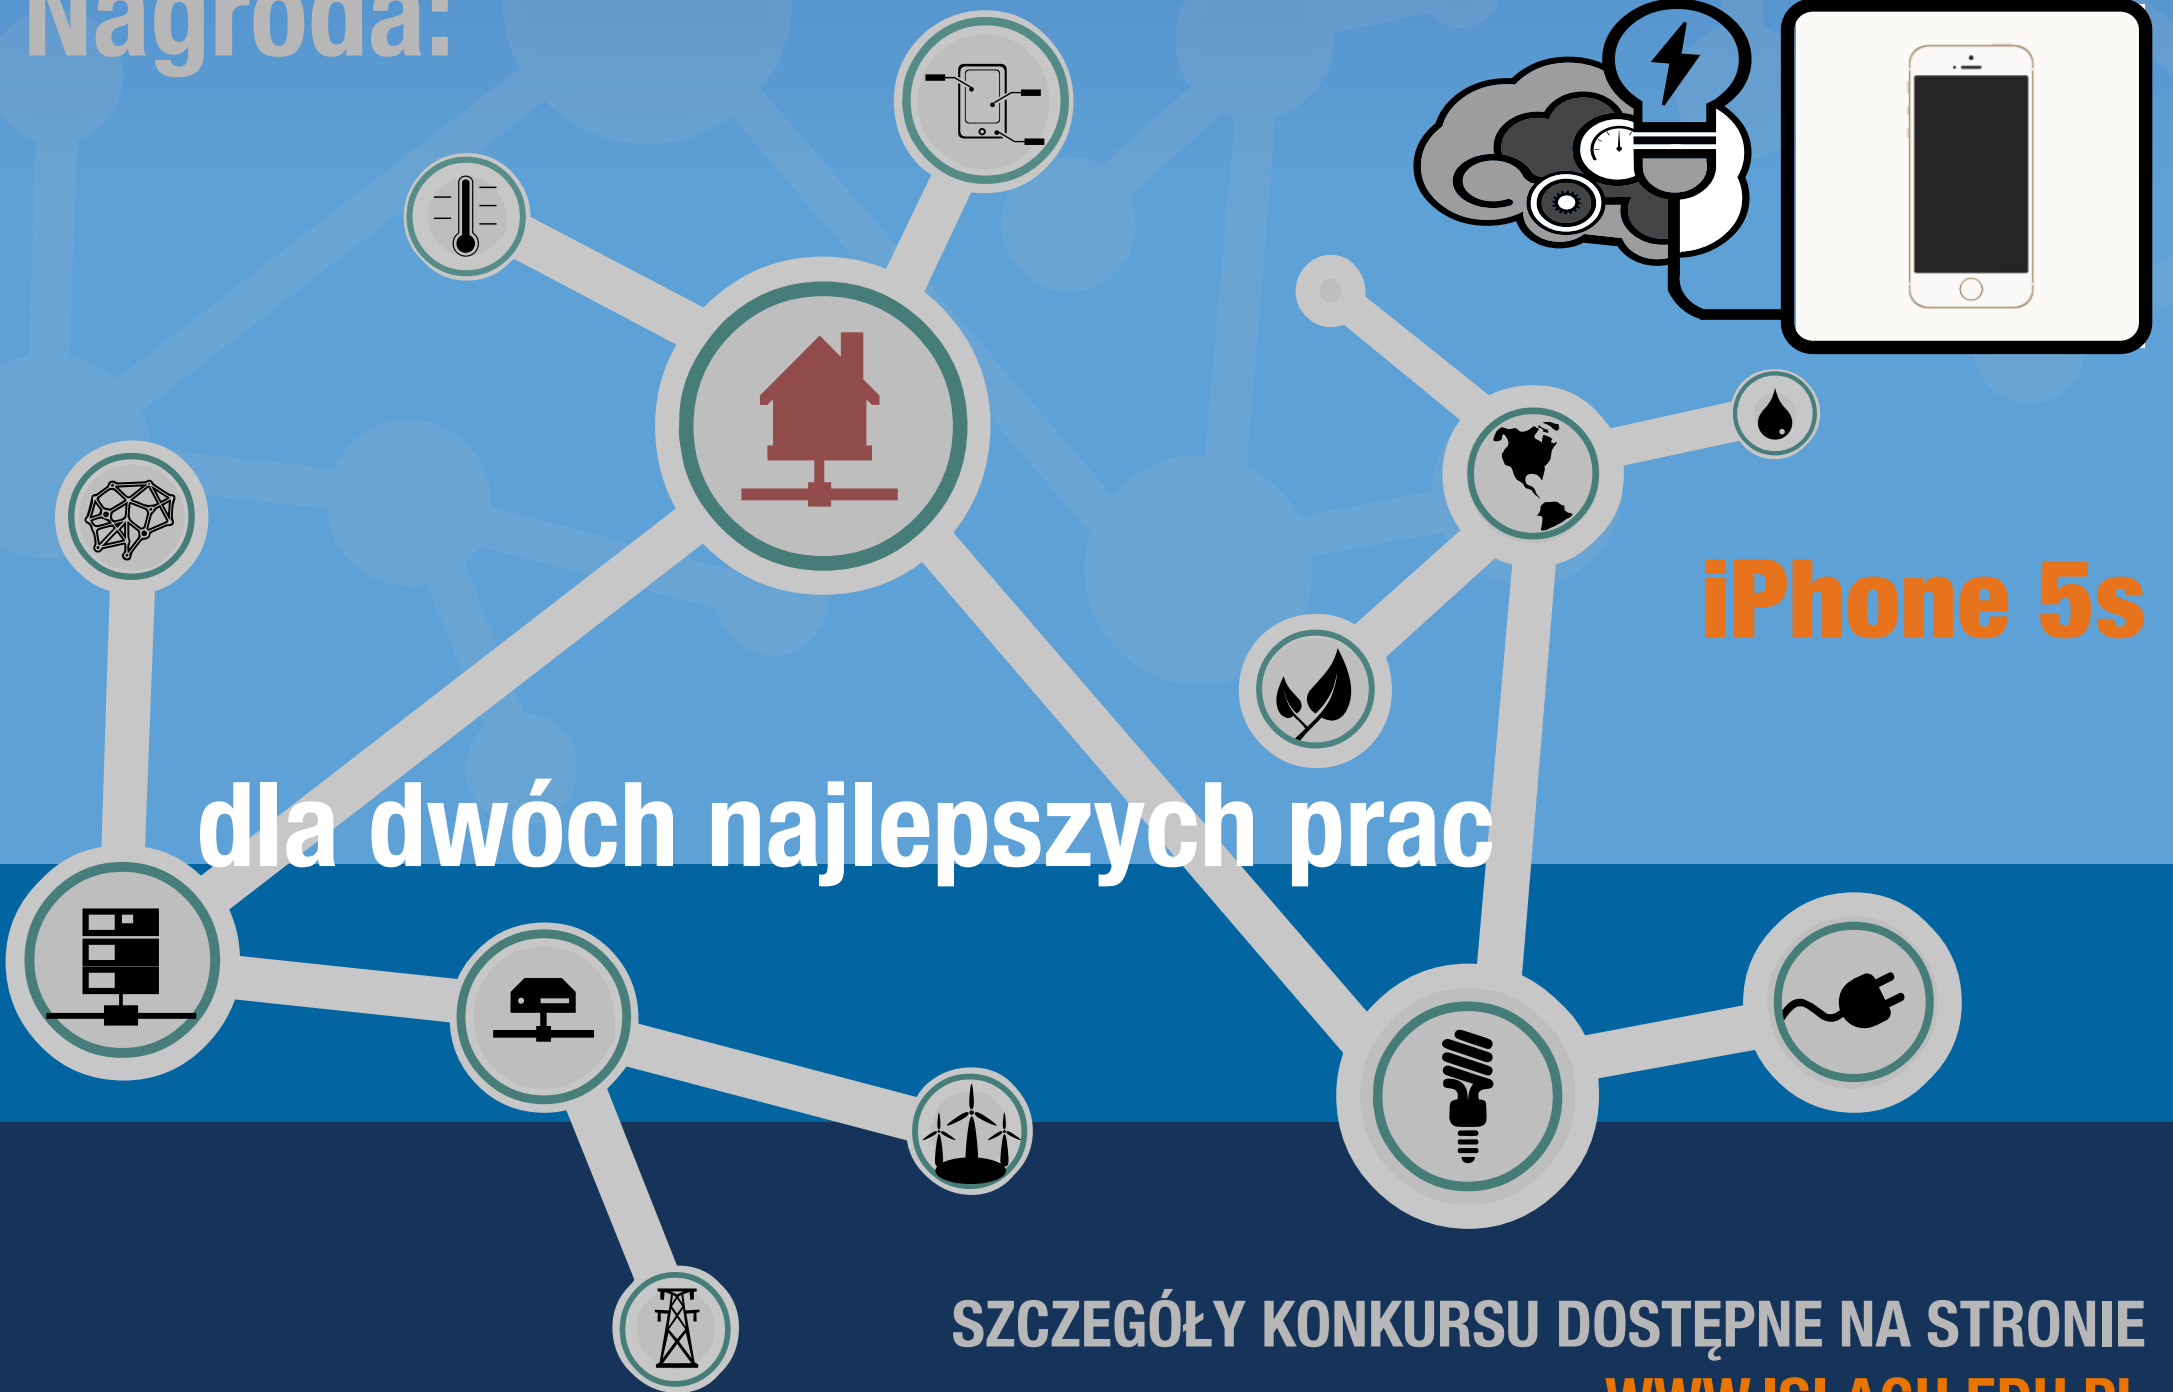 Nagroda:
iPhone 5s
dla dwóch najlepszych prac
SZCZEGÓŁY KONKURSU DOSTĘPNE NA STRONIE